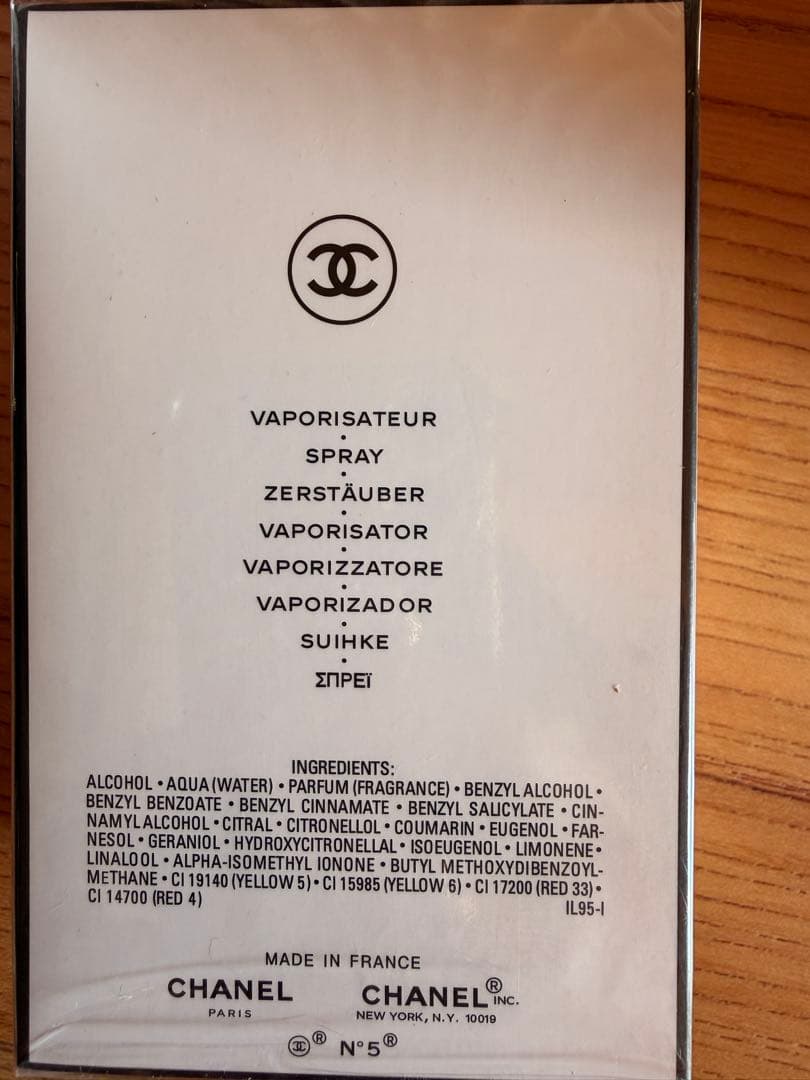 VAPORISATEUR
•
SPRAY
•
ZERSTÄUBER
•
VAPORISATOR
•
VAPORIZZATORE
•
VAPORIZADOR
•
SUIHKE
•
ΣΠΡΕΪ
INGREDIENTS:
ALCOHOL • AQUA (WATER) • PARFUM (FRAGRANCE) • BENZYL ALCOHOL •
BENZYL BENZOATE • BENZYL CINNAMATE • BENZYL SALICYLATE • CIN-
NAMYL ALCOHOL • CITRAL • CITRONELLOL • COUMARIN • EUGENOL • FAR-
NESOL • GERANIOL • HYDROXYCITRONELLAL • ISOEUGENOL • LIMONENE •
LINALOOL • ALPHA-ISOMETHYL IONONE • BUTYL METHOXYDIBENZOYL-
METHANE • CI 19140 (YELLOW 5) • CI 15985 (YELLOW 6) • CI 17200 (RED 33) •
CI 14700 (RED 4)
IL95-I
MADE IN FRANCE
CHANEL CHANEL® INC.
PARIS NEW YORK, N.Y. 10019
® N°5®